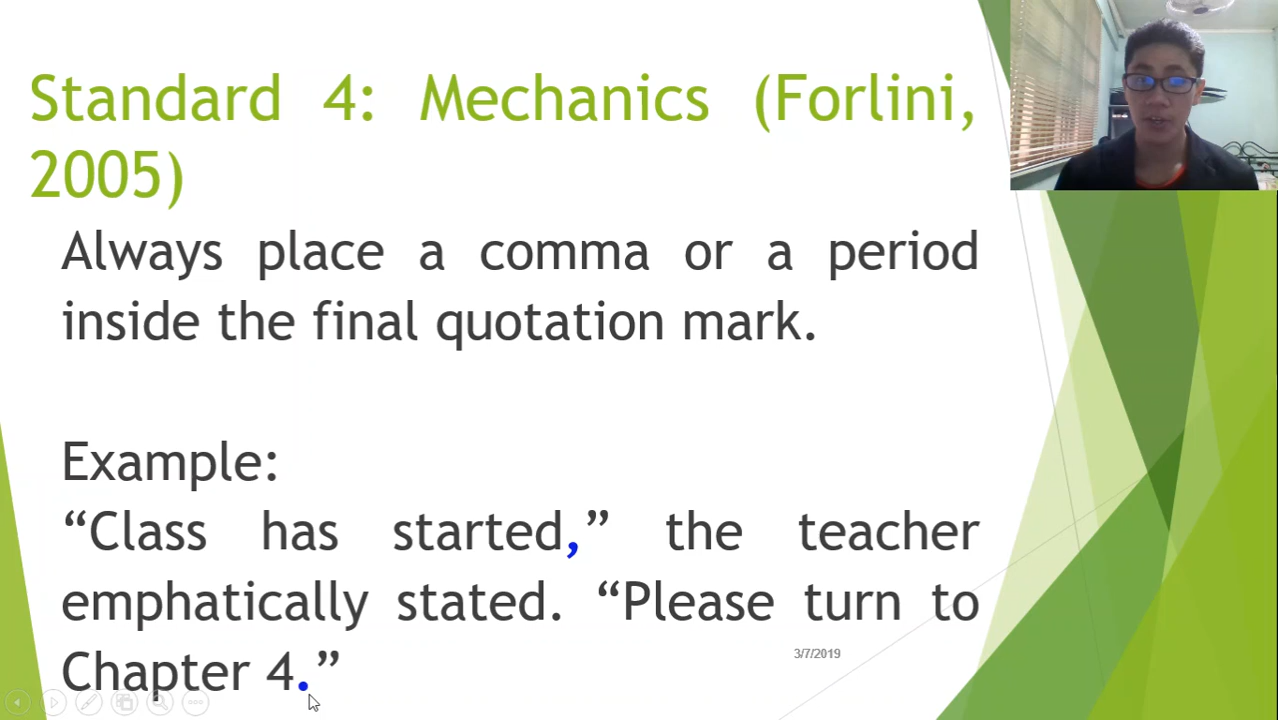 Standard 4: Mechanics (Forlini,
2005)
Always place a comma or a period
inside the final quotation mark.
Example:
“Class has started,” the teacher
emphatically stated. “Please turn to
Chapter 4.”
3/7/2019